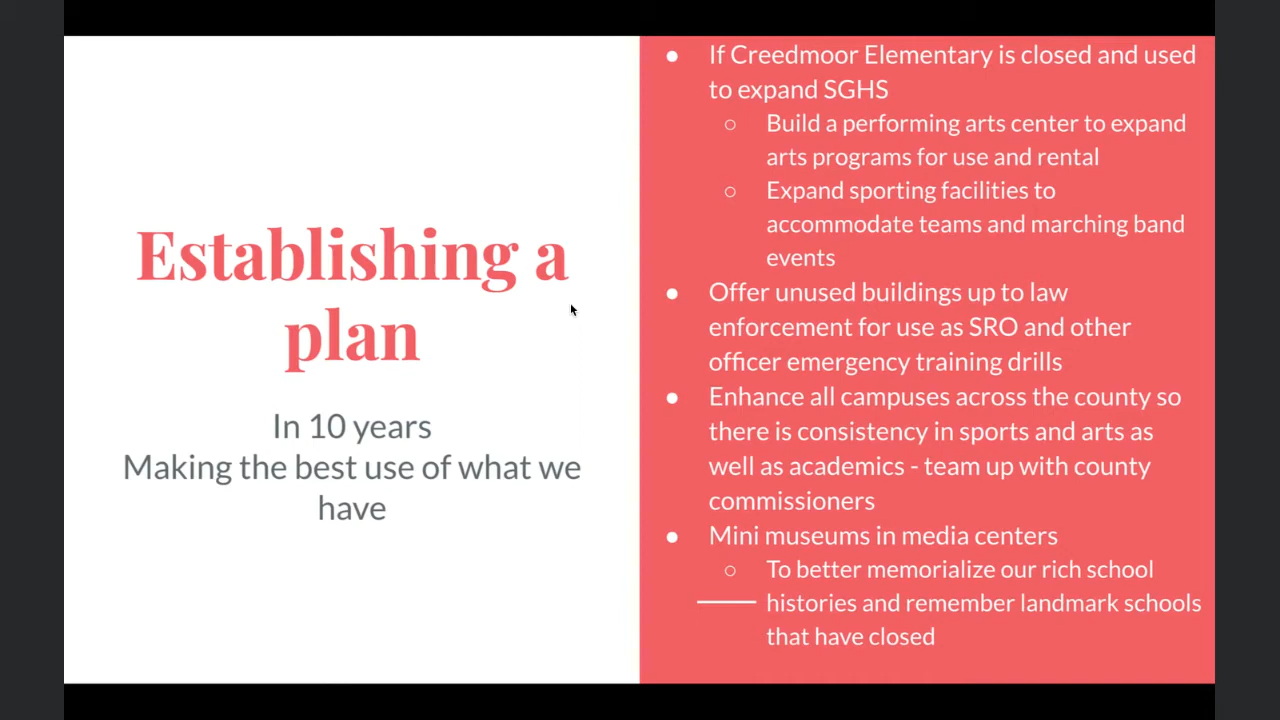 Establishing a
plan
In 10 years
Making the best use of what we
have
● If Creedmoor Elementary is closed and used
to expand SGHS
○ Build a performing arts center to expand
arts programs for use and rental
○ Expand sporting facilities to
accommodate teams and marching band
events
● Offer unused buildings up to law
enforcement for use as SRO and other
officer emergency training drills
● Enhance all campuses across the county so
there is consistency in sports and arts as
well as academics - team up with county
commissioners
● Mini museums in media centers
○ To better memorialize our rich school
histories and remember landmark schools
that have closed